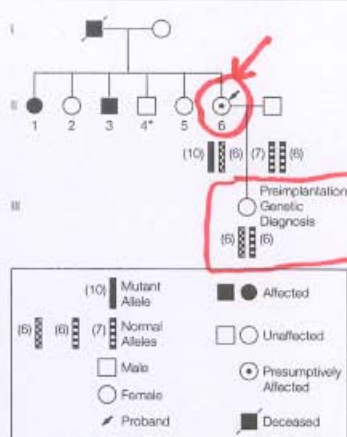 I
II
1 2 3 4* 5 6
(10) (6) (7) (6)
III
Preimplantation
Genetic
Diagnosis
(6) (6)
(10) Mutant
Allele
Affected
(6) (6) (7) Normal
Alleles
Unaffected
Male
Presumptively
Affected
Female
Proband
Deceased